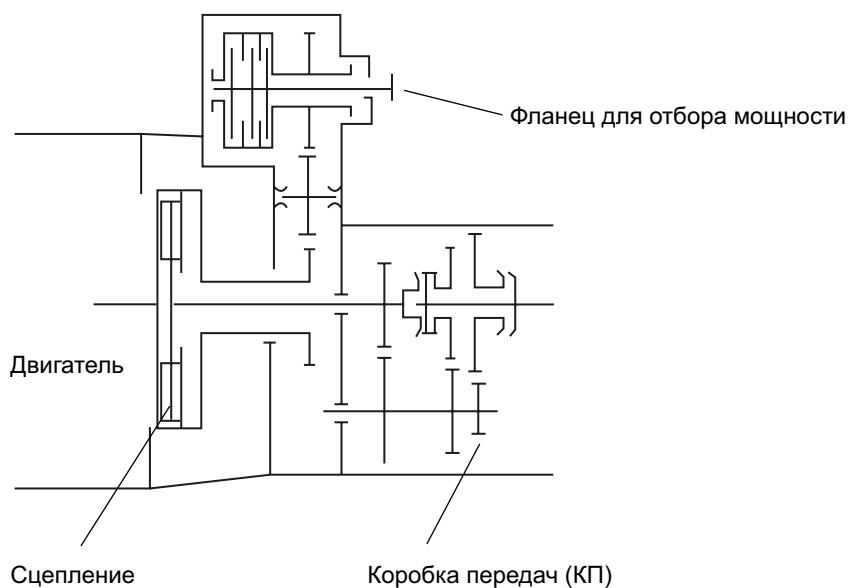 Фланец для отбора мощности
Двигатель
Сцепление
Коробка передач (КП)